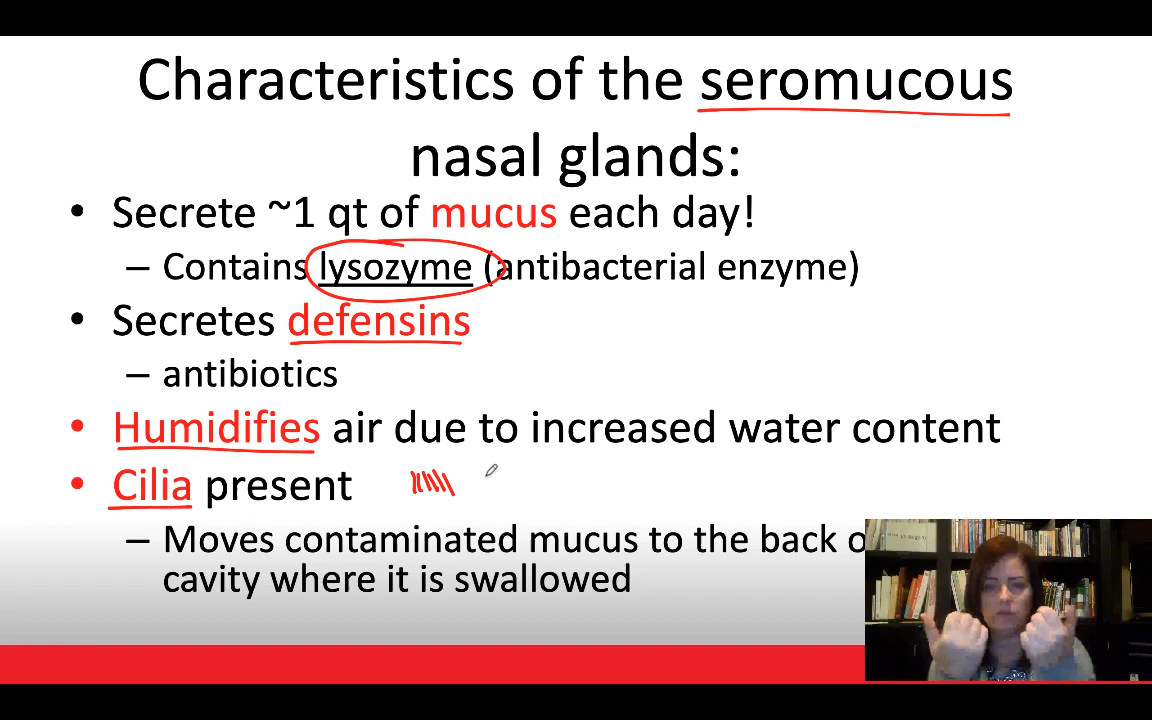 Characteristics of the seromucous
nasal glands:
• Secrete ~1 qt of mucus each day!
– Contains lysozyme (antibacterial enzyme)
• Secretes defensins
– antibiotics
• Humidifies air due to increased water content
• Cilia present
– Moves contaminated mucus to the back o
cavity where it is swallowed